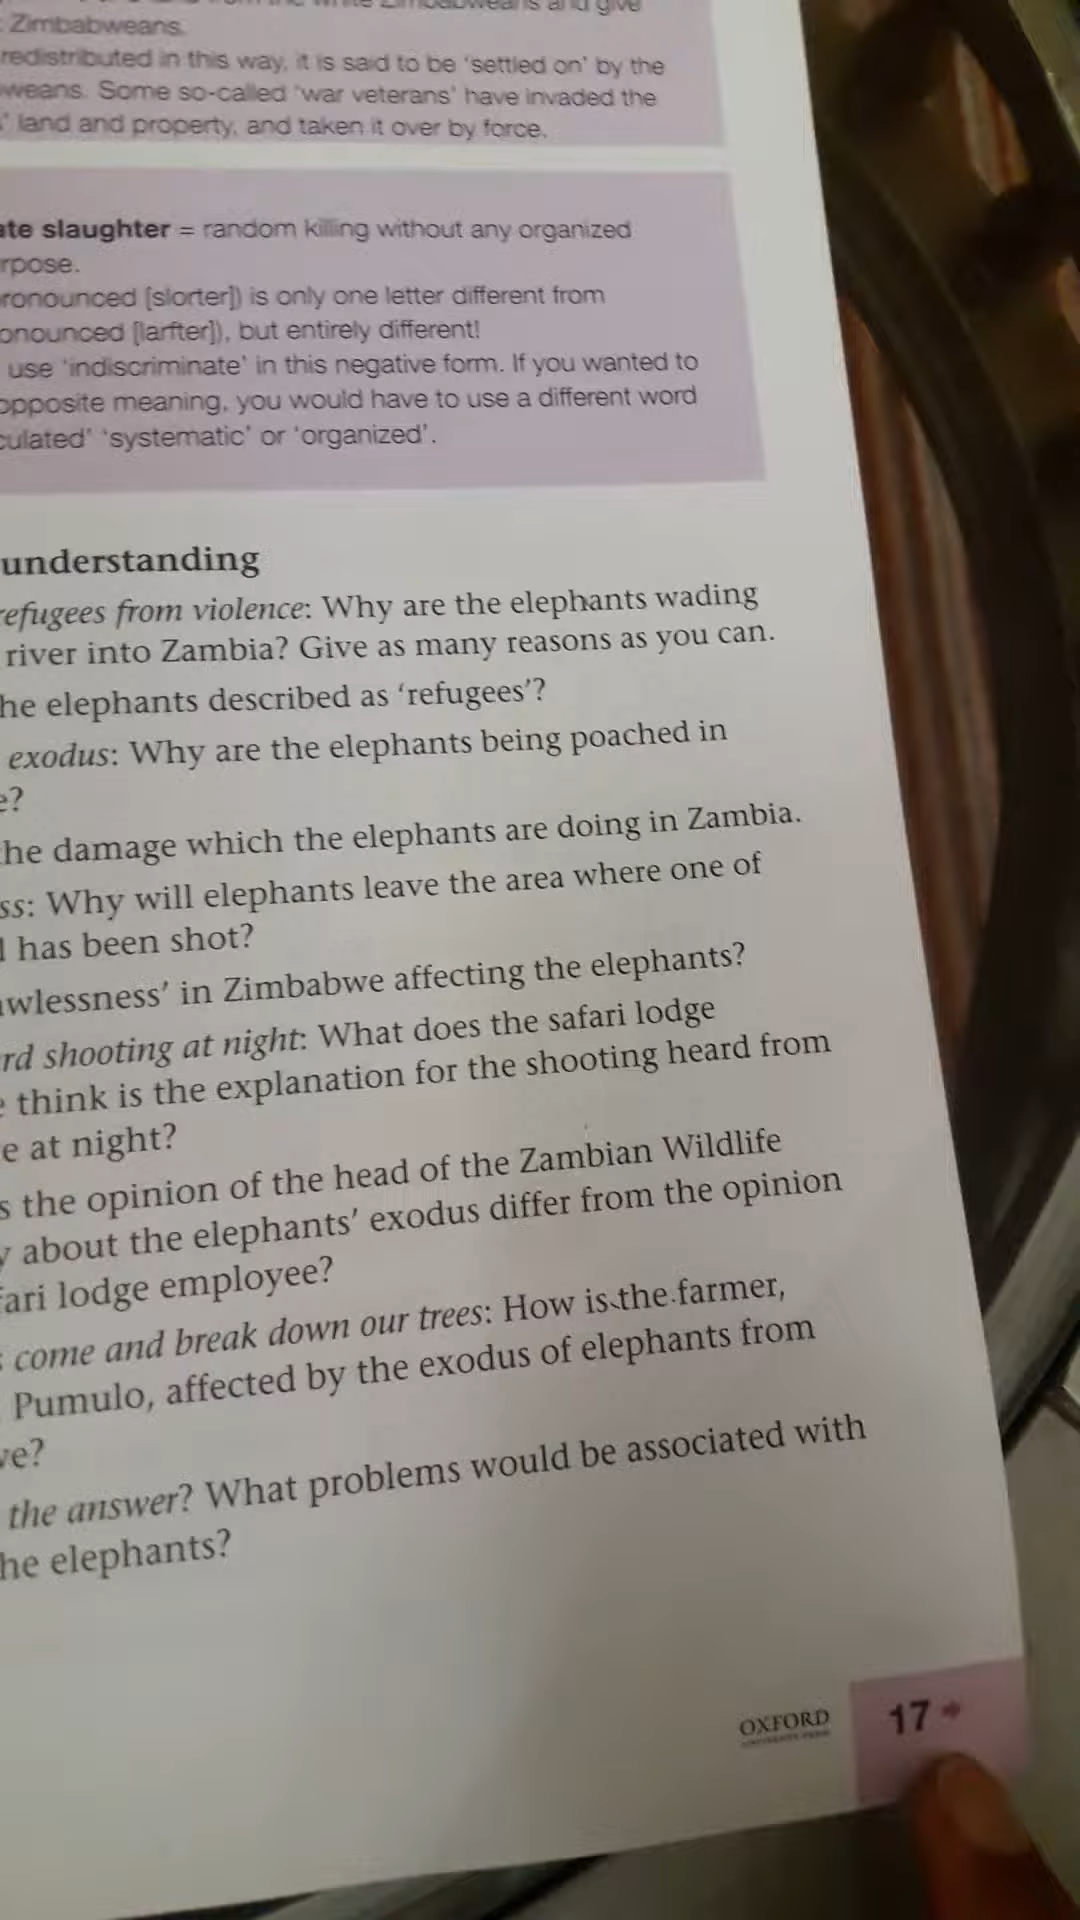 Zimbabweans and give
Zimbabweans.
redistributed in this way, it is said to be ‘settled on’ by the
weans. Some so-called ‘war veterans’ have invaded the
’ land and property, and taken it over by force.
ate slaughter = random killing without any organized
rpose.
ronounced [slorter]) is only one letter different from
onounced [larfter]), but entirely different!
use ‘indiscriminate’ in this negative form. If you wanted to
opposite meaning, you would have to use a different word
culated’ ‘systematic’ or ‘organized’.
understanding
refugees from violence: Why are the elephants wading
river into Zambia? Give as many reasons as you can.
he elephants described as ‘refugees’?
exodus: Why are the elephants being poached in
e?
he damage which the elephants are doing in Zambia.
ss: Why will elephants leave the area where one of
has been shot?
wlessness’ in Zimbabwe affecting the elephants?
rd shooting at night: What does the safari lodge
e think is the explanation for the shooting heard from
e at night?
s the opinion of the head of the Zambian Wildlife
y about the elephants’ exodus differ from the opinion
fari lodge employee?
come and break down our trees: How is the farmer,
Pumulo, affected by the exodus of elephants from
ve?
the answer? What problems would be associated with
he elephants?
OXFORD
17